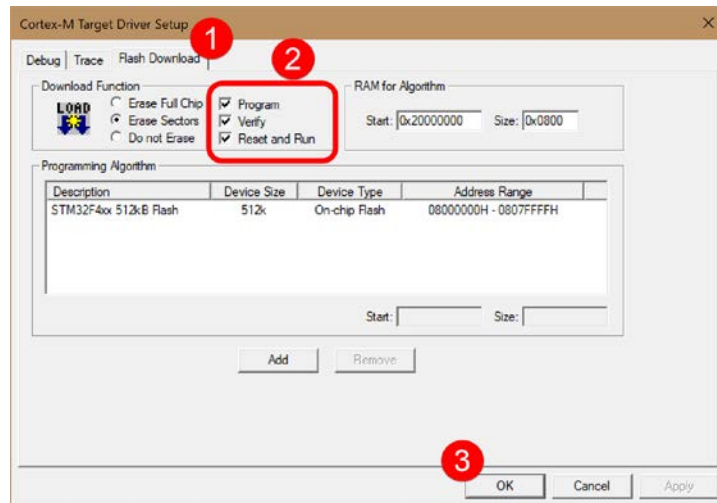 Cortex-M Target Driver Setup
×
1
Debug Trace Flash Download
2
Download Function
LOAD
Erase Full Chip
Erase Sectors
Do not Erase
Program
Verify
Reset and Run
RAM for Algorithm
Start: 0x20000000 Size: 0x0800
Programming Algorithm
Description Device Size Device Type Address Range
STM32F4xx 512kB Flash 512k On-chip Flash 08000000H - 0807FFFFH
Start: Size:
Add Remove
3
OK Cancel Apply